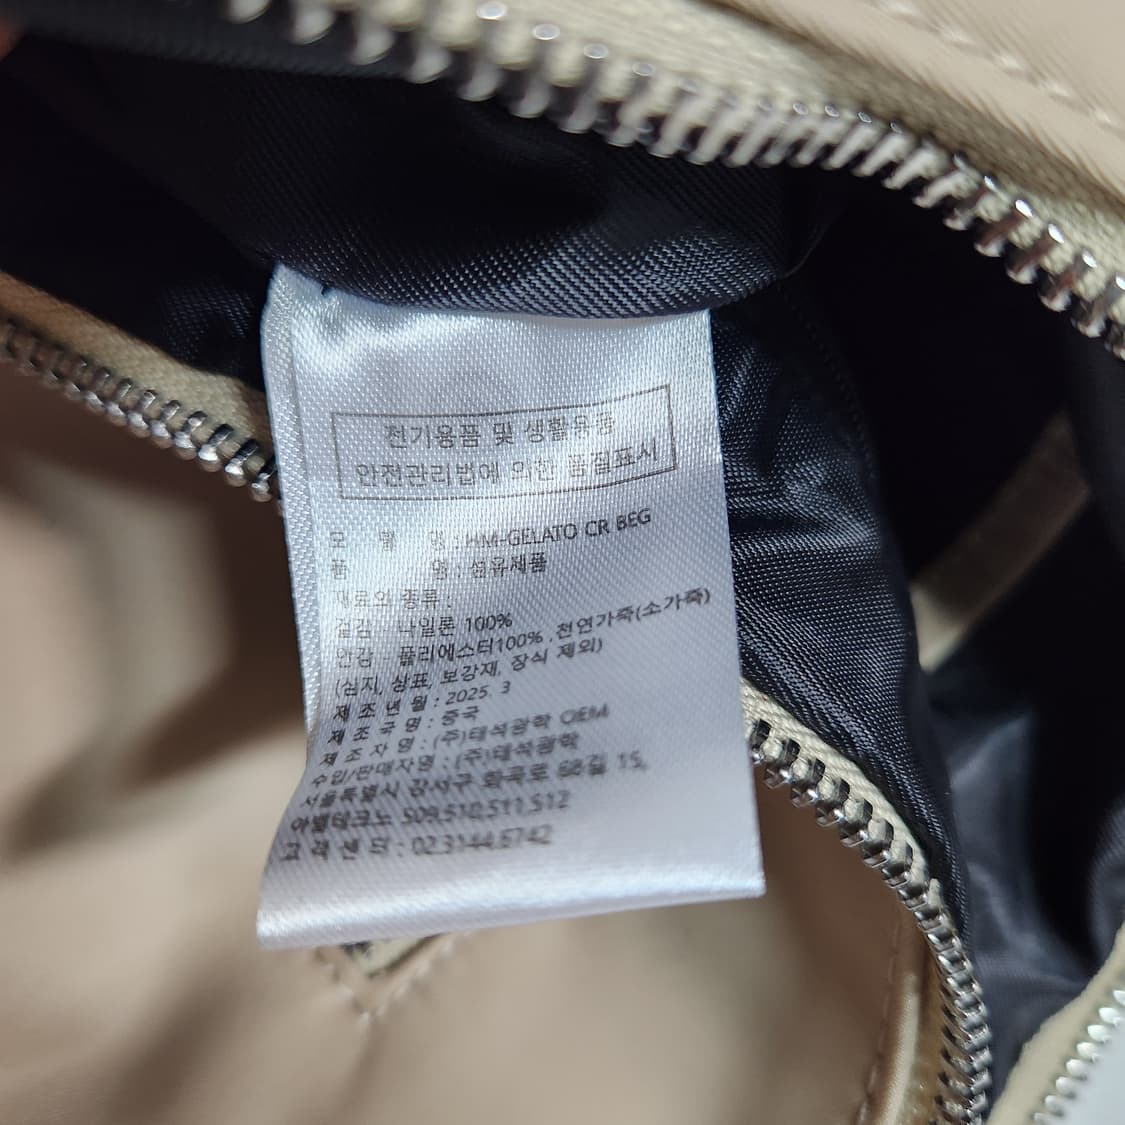 전기용품 및 생활용품
안전관리법에 의한 품질표시
모 델 명 : HM-GELATO CR BEG
품 명 : 섬유제품
재료의 종류 :
겉감 나일론 100%
안감 - 폴리에스터100% ,천연가죽(소가죽)
(심지, 상표, 보강재, 장식 제외)
제 조 년 월 : 2025. 3
제 조 국 명 : 중국
제 조 자 명 : (주)태석광학 OEM
수입/판매자명 : (주)태석광학
서울특별시 강서구 화곡로 68길 15,
아벨테크노 509,510,511,512
고 객 센 터 : 02.3144.6742